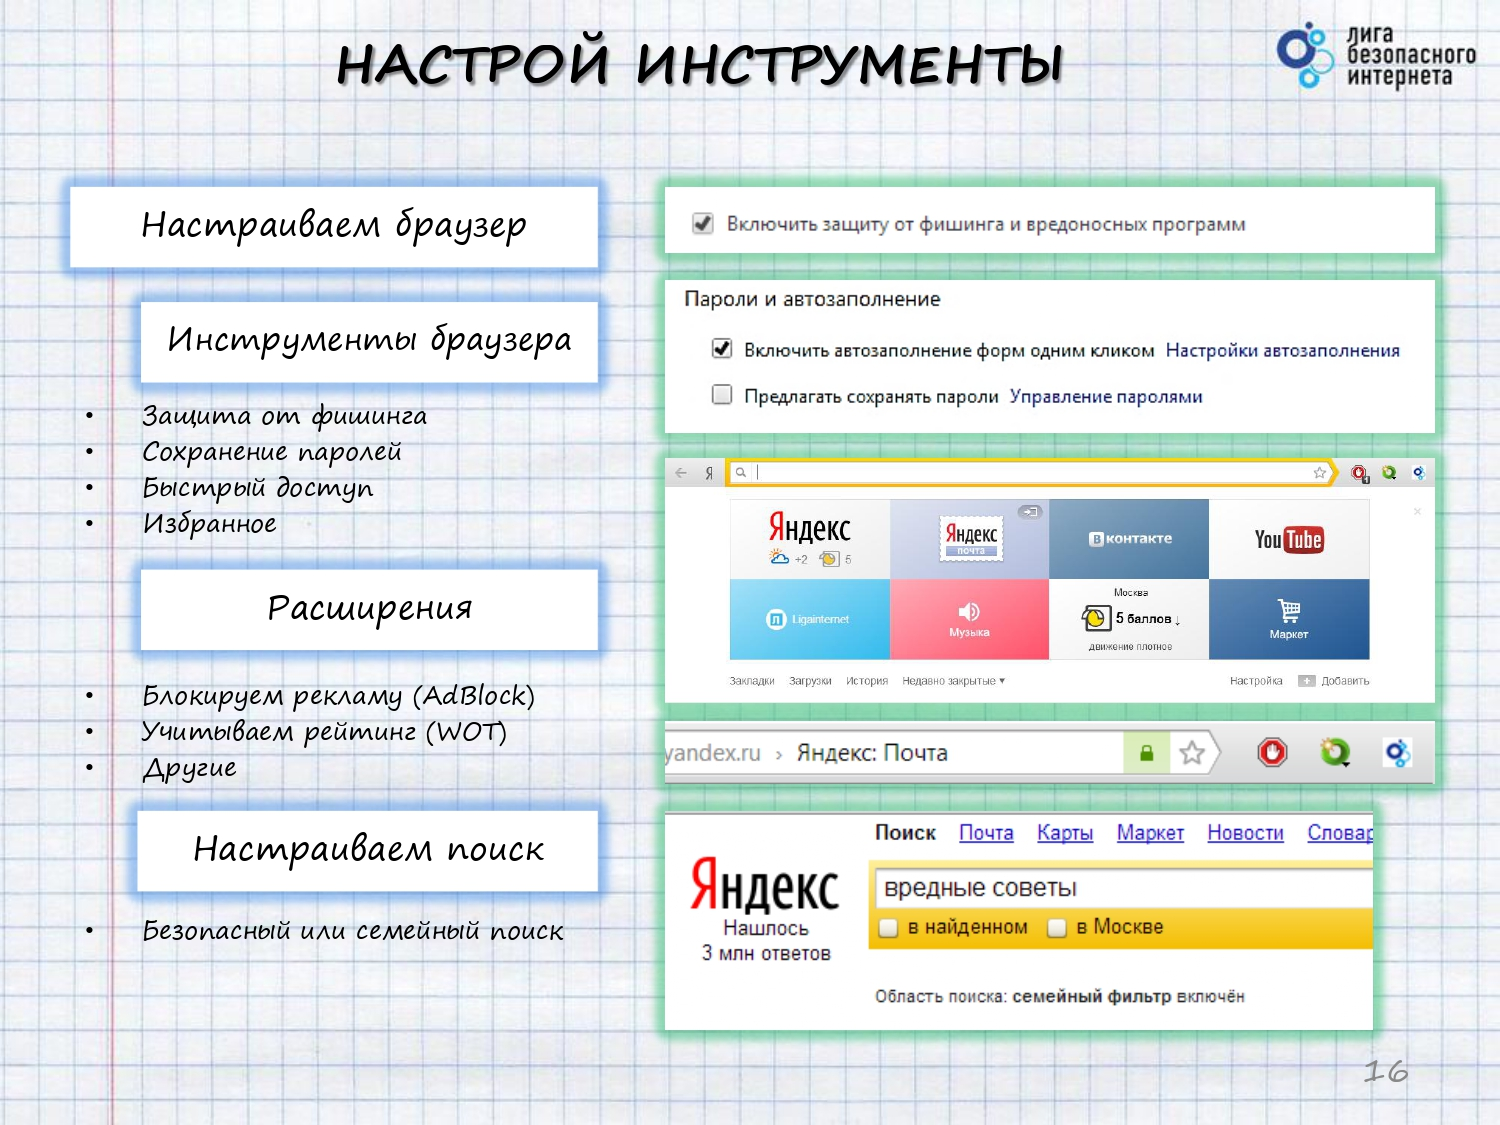 НАСТРОЙ ИНСТРУМЕНТЫ
лига
безопасного
интернета
Настраиваем браузер
Инструменты браузера
• Защита от фишинга
• Сохранение паролей
• Быстрый доступ
• Избранное
Расширения
• Блокируем рекламу (AdBlock)
• Учитываем рейтинг (WOT)
• Другие
Настраиваем поиск
• Безопасный или семейный поиск
Включить защиту от фишинга и вредоносных программ
Пароли и автозаполнение
Включить автозаполнение форм одним кликом Настройки автозаполнения
Предлагать сохранять пароли Управление паролями
Я
Яндекс
+2 5
Яндекс
почта
В контакте
YouTube
л Ligainternet
Музыка
Москва
5 баллов ↓
движение плотное
Маркет
Закладки Загрузки История Недавно закрытые ▾ Настройка + Добавить
yandex.ru › Яндекс: Почта
Поиск Почта Карты Маркет Новости Словар
Яндекс
вредные советы
Нашлось
3 млн ответов
в найденном в Москве
Область поиска: семейный фильтр включён
16